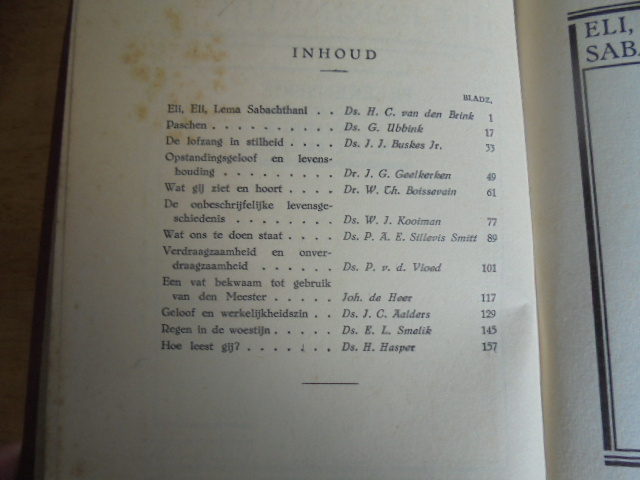 INHOUD
BLADZ.
Eli, Eli, Lema Sabachthani . . Ds. H. C. van den Brink 1
Paschen . . . . . . . . . . Ds. G. Ubbink 17
De lofzang in stilheid . . . Ds. J. J. Buskes Jr. 33
Opstandingsgeloof en levens-
houding . . . . . . . . Dr. J. G. Geelkerken 49
Wat gij ziet en hoort . . . . Dr. W. Th. Boissevain 61
De onbeschrijfelijke levensge-
schiedenis . . . . . . . Ds. W. J. Kooiman 77
Wat ons te doen staat . . . . Ds. P. A. E. Sillevis Smitt 89
Verdraagzaamheid en onver-
draagzaamheid . . . . . Ds. P. v. d. Vloed 101
Een vat bekwaam tot gebruik
van den Meester . . . . . Joh. de Heer 117
Geloof en werkelijkheidszin . . Ds. J. C. Aalders 129
Regen in de woestijn . . . . Ds. E. L. Smelik 145
Hoe leest gij? . . . . . . . Ds. H. Hasper 157
ELI,
SABA